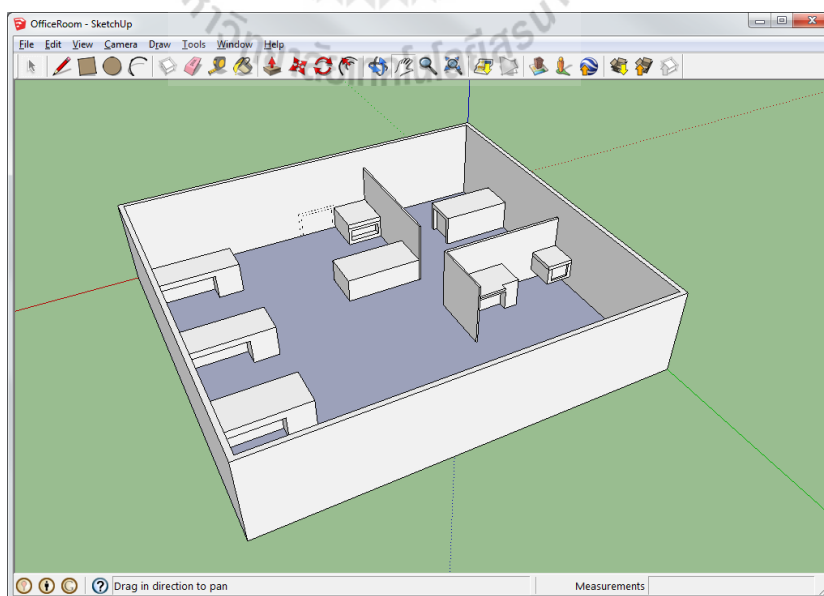 OfficeRoom - SketchUp
File Edit View Camera Draw Tools Window Help
Drag in direction to pan
Measurements